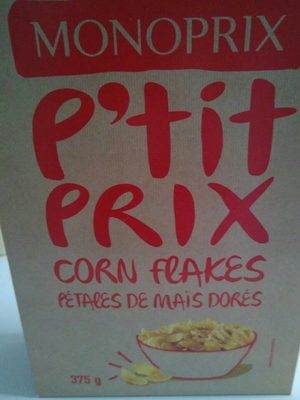 MONOPRIX
P'tit
PRIX
CORN FLAKES
PÉTALES DE MAÏS DORÉS
375 g